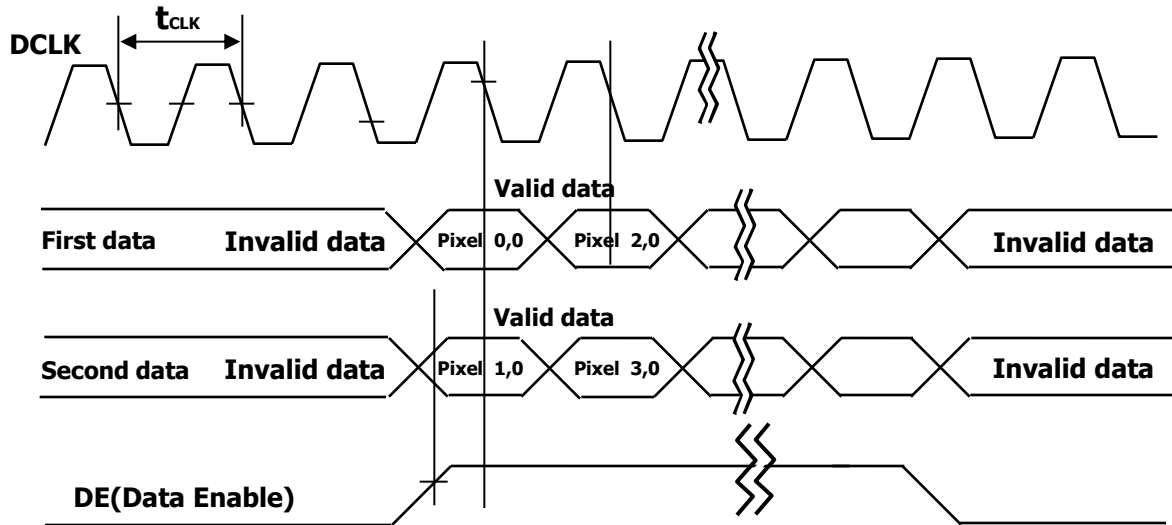 tCLK
DCLK
Valid data
First data Invalid data Pixel 0,0 Pixel 2,0 Invalid data
Valid data
Second data Invalid data Pixel 1,0 Pixel 3,0 Invalid data
DE(Data Enable)